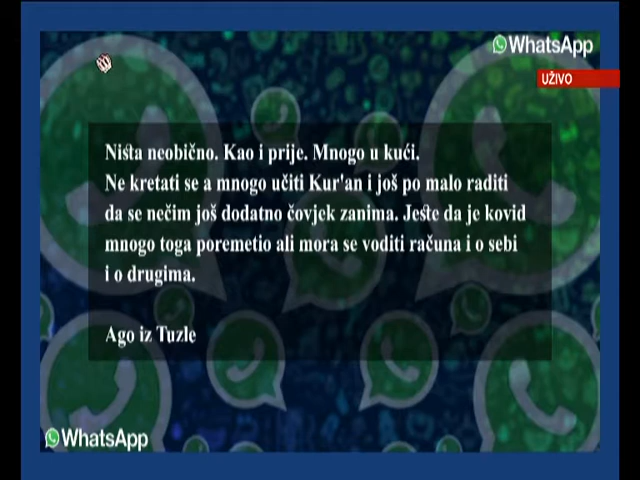 WhatsApp
UŽIVO
Ništa neobično. Kao i prije. Mnogo u kući.
Ne kretati se a mnogo učiti Kur'an i još po malo raditi
da se nečim još dodatno čovjek zanima. Jeste da je kovid
mnogo toga poremetio ali mora se voditi računa i o sebi
i o drugima.
Ago iz Tuzle
WhatsApp